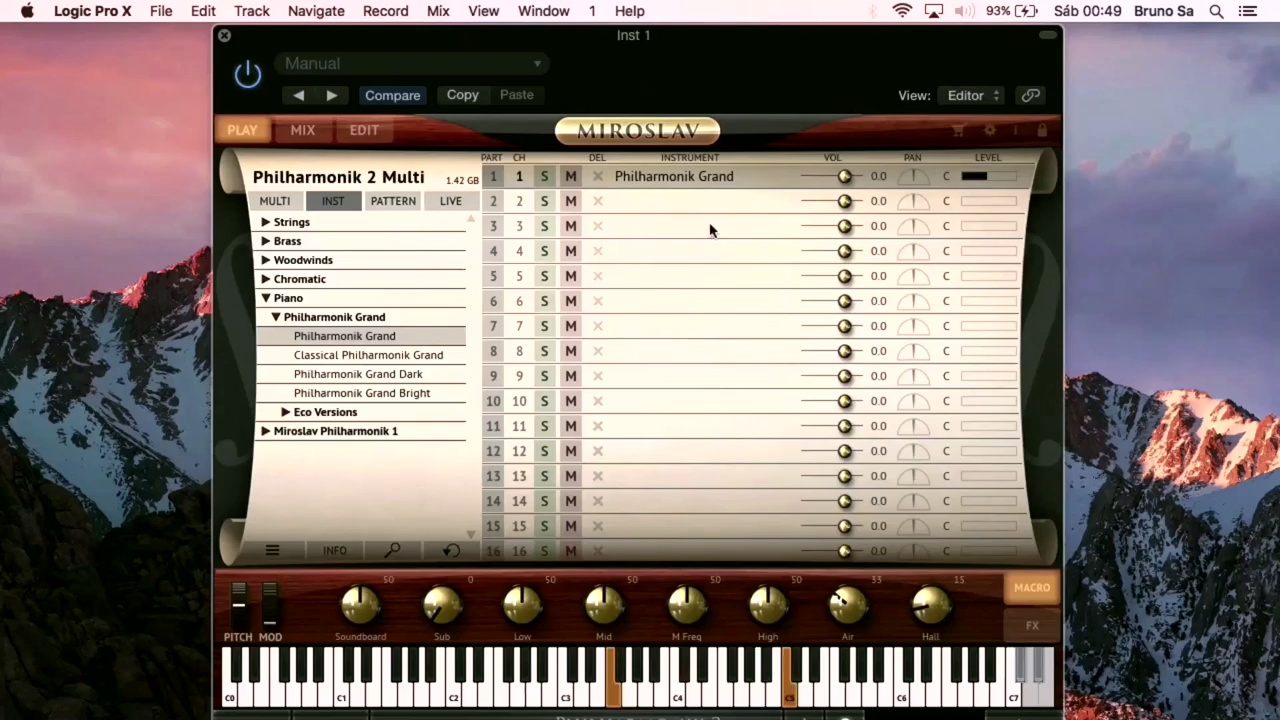 Logic Pro X File Edit Track Navigate Record Mix View Window 1 Help 93% Sáb 00:49 Bruno Sa
Inst 1
Manual
Compare Copy Paste View: Editor
PLAY MIX EDIT MIROSLAV i
PART CH DEL INSTRUMENT VOL PAN LEVEL
Philharmonik 2 Multi 1.42 GB 1 1 S M Philharmonik Grand 0.0 C
MULTI INST PATTERN LIVE 2 2 S M 0.0 C
Strings 3 3 S M 0.0 C
Brass
Woodwinds 4 4 S M 0.0 C
Chromatic 5 5 S M 0.0 C
Piano 6 6 S M 0.0 C
Philharmonik Grand 7 7 S M 0.0 C
Philharmonik Grand
Classical Philharmonik Grand 8 8 S M 0.0 C
Philharmonik Grand Dark 9 9 S M 0.0 C
Philharmonik Grand Bright 10 10 S M 0.0 C
Eco Versions
Miroslav Philharmonik 1 11 11 S M 0.0 C
12 12 S M 0.0 C
13 13 S M 0.0 C
14 14 S M 0.0 C
15 15 S M 0.0 C
INFO 16 16 S M 0.0 C
50 0 50 50 50 50 33 15
MACRO
FX
PITCH MOD Soundboard Sub Low Mid M Freq High Air Hall
C0 C1 C2 C3 C4 C5 C6 C7